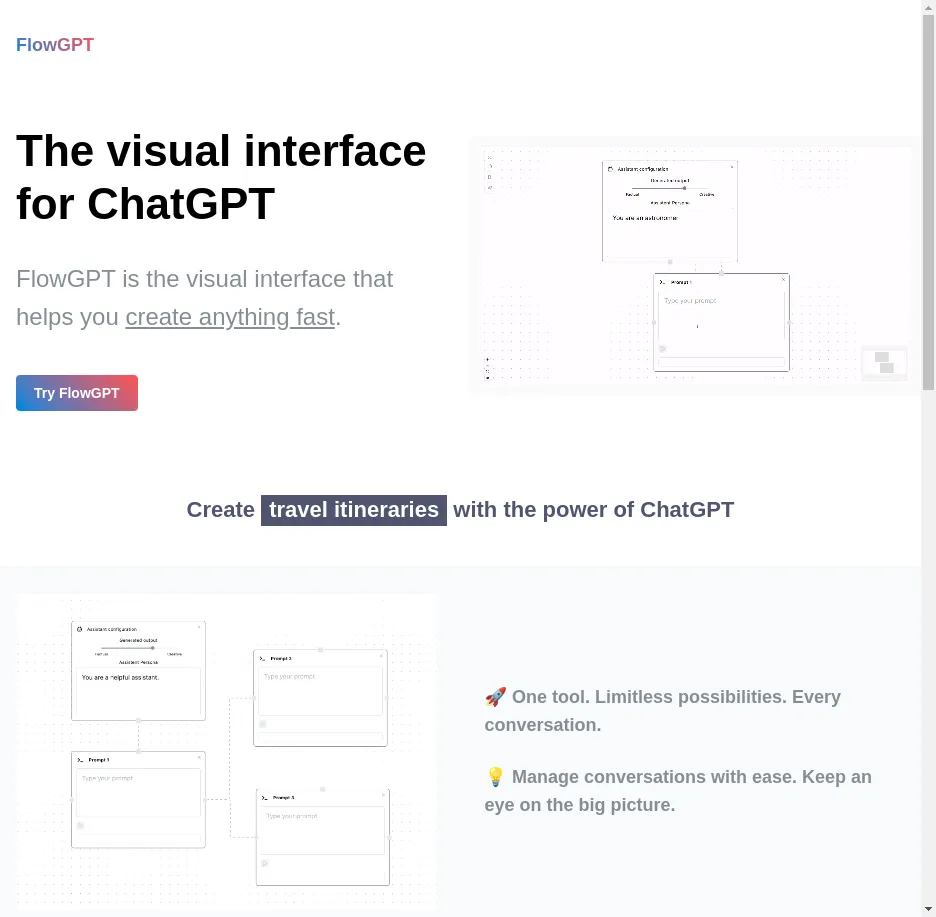 FlowGPT
The visual interface
for ChatGPT
FlowGPT is the visual interface that
helps you create anything fast.
Try FlowGPT
Assistant configuration
Generated output
Factual Creative
Assistant Persona
You are an astronomer
Prompt 1
Type your prompt
Create travel itineraries with the power of ChatGPT
Assistant configuration
Generated output
Factual Creative
Assistant Persona
You are a helpful assistant.
Prompt 1
Type your prompt
Prompt 2
Type your prompt
Prompt 3
Type your prompt
🚀 One tool. Limitless possibilities. Every
conversation.
💡 Manage conversations with ease. Keep an
eye on the big picture.